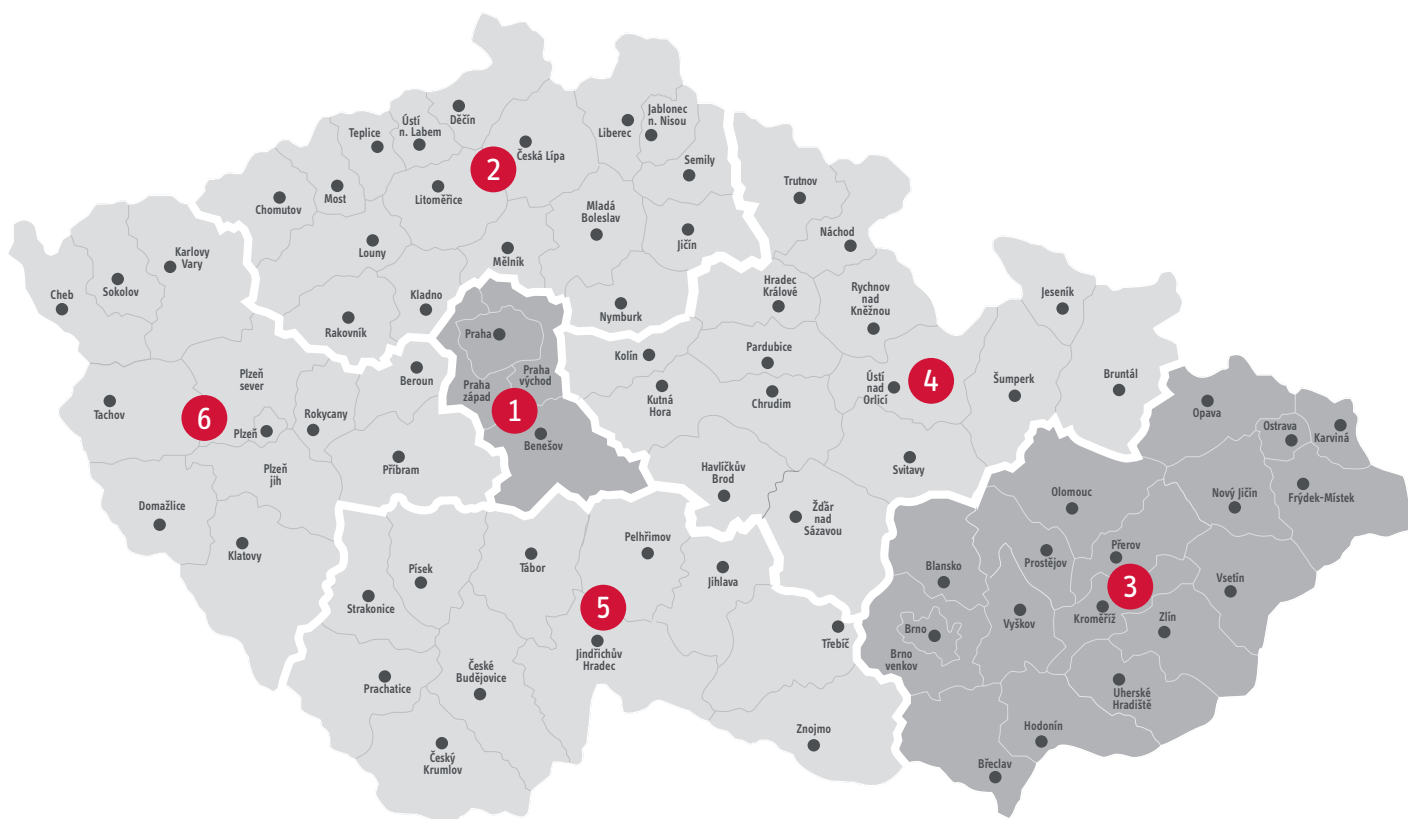 Děčín
Ústí
n. Labem
Teplice
Jablonec
n. Nisou
Liberec
2
Česká Lípa
Semily
Most
Litoměřice
Chomutov
Trutnov
Mladá
Boleslav
Louny
Mělník
Jičín
Náchod
Karlovy
Vary
Sokolov
Cheb
Kladno
Rakovník
Nymburk
Hradec
Králové
Rychnov
nad
Kněžnou
Jeseník
Praha
Kolín
Pardubice
Praha
východ
Praha
západ
Beroun
Plzeň
sever
Kutná
Hora
Chrudim
Ústí
nad
Orlicí
4
Šumperk
Bruntál
Tachov
6
Rokycany
Plzeň
1
Benešov
Opava
Ostrava
Karviná
Plzeň
jih
Příbram
Havlíčkův
Brod
Svitavy
Domažlice
Klatovy
Žďár
nad
Sázavou
Olomouc
Nový Jičín
Frýdek-Místek
Pelhřimov
Tábor
Písek
Jihlava
Přerov
Prostějov
Blansko
Strakonice
5
3
Vsetín
Kroměříž
Vyškov
Zlín
Brno
Brno
venkov
Třebíč
Jindřichův
Hradec
České
Budějovice
Prachatice
Uherské
Hradiště
Znojmo
Hodonín
Český
Krumlov
Břeclav